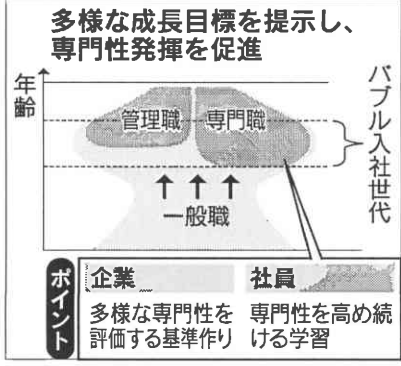 多様な成長目標を提示し、
専門性発揮を促進
年齢
管理職
専門職
バブル入社世代
一般職
ポイント
企業
多様な専門性を
評価する基準作り
社員
専門性を高め続
ける学習